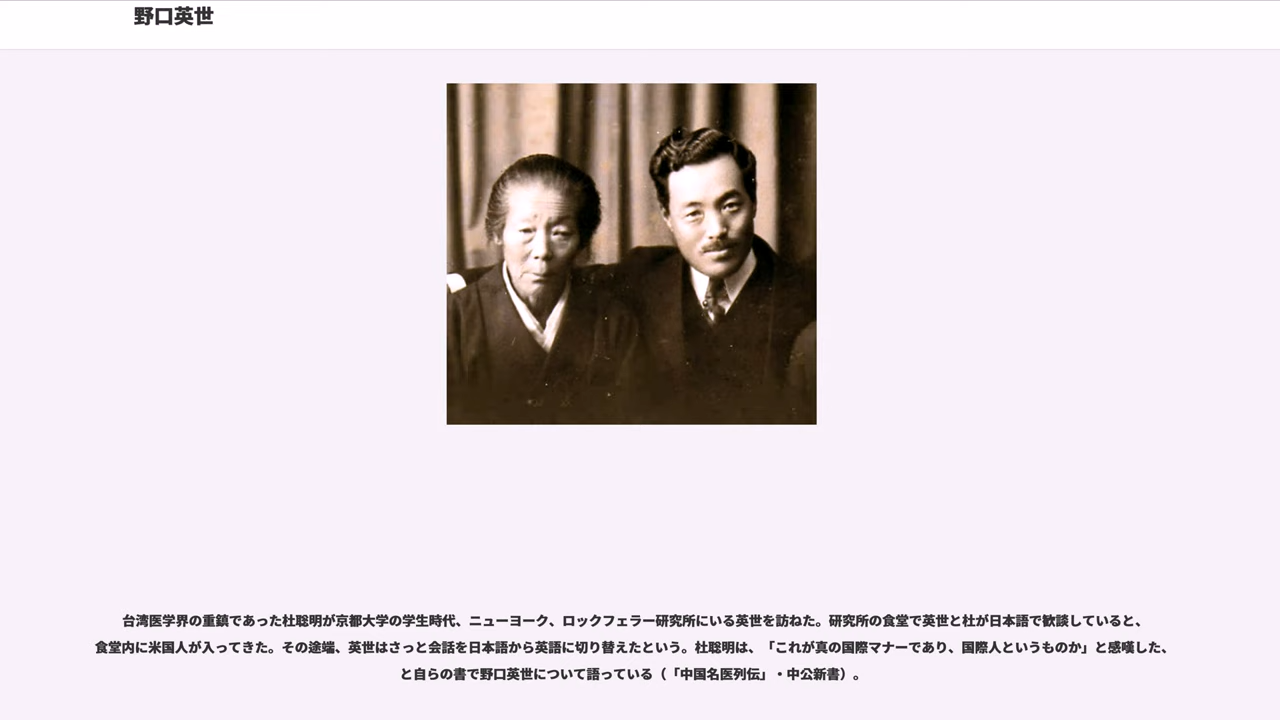 野口英世
台湾医学界の重鎮であった杜聡明が京都大学の学生時代、ニューヨーク、ロックフェラー研究所にいる英世を訪ねた。研究所の食堂で英世と杜が日本語で歓談していると、
食堂内に米国人が入ってきた。その途端、英世はさっと会話を日本語から英語に切り替えたという。杜聡明は、「これが真の国際マナーであり、国際人というものか」と感嘆した、
と自らの書で野口英世について語っている（「中国名医列伝」・中公新書）。